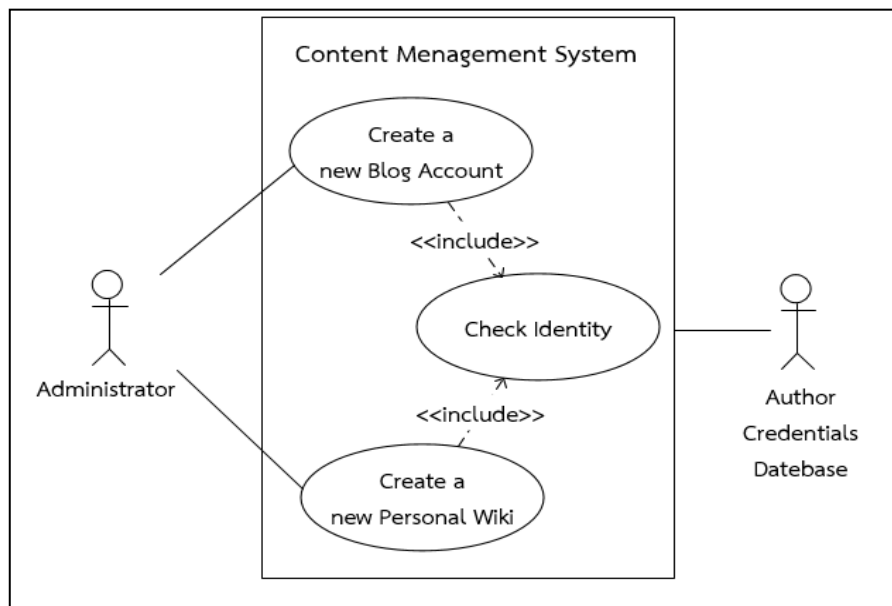 Content Menagement System
Create a
new Blog Account
<<include>>
Check Identity
Administrator
<<include>>
Author
Credentials
Datebase
Create a
new Personal Wiki